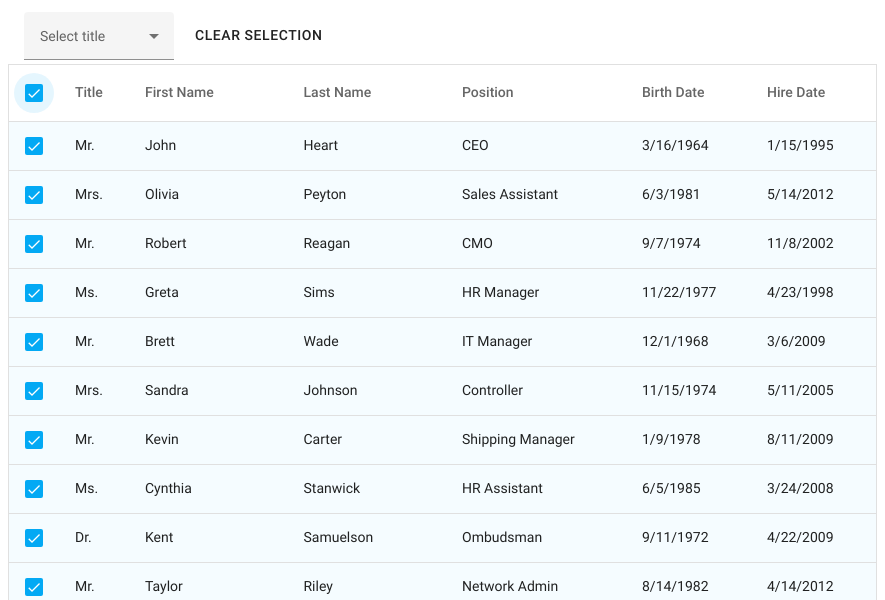 Select title CLEAR SELECTION
Title First Name Last Name Position Birth Date Hire Date
Mr. John Heart CEO 3/16/1964 1/15/1995
Mrs. Olivia Peyton Sales Assistant 6/3/1981 5/14/2012
Mr. Robert Reagan CMO 9/7/1974 11/8/2002
Ms. Greta Sims HR Manager 11/22/1977 4/23/1998
Mr. Brett Wade IT Manager 12/1/1968 3/6/2009
Mrs. Sandra Johnson Controller 11/15/1974 5/11/2005
Mr. Kevin Carter Shipping Manager 1/9/1978 8/11/2009
Ms. Cynthia Stanwick HR Assistant 6/5/1985 3/24/2008
Dr. Kent Samuelson Ombudsman 9/11/1972 4/22/2009
Mr. Taylor Riley Network Admin 8/14/1982 4/14/2012